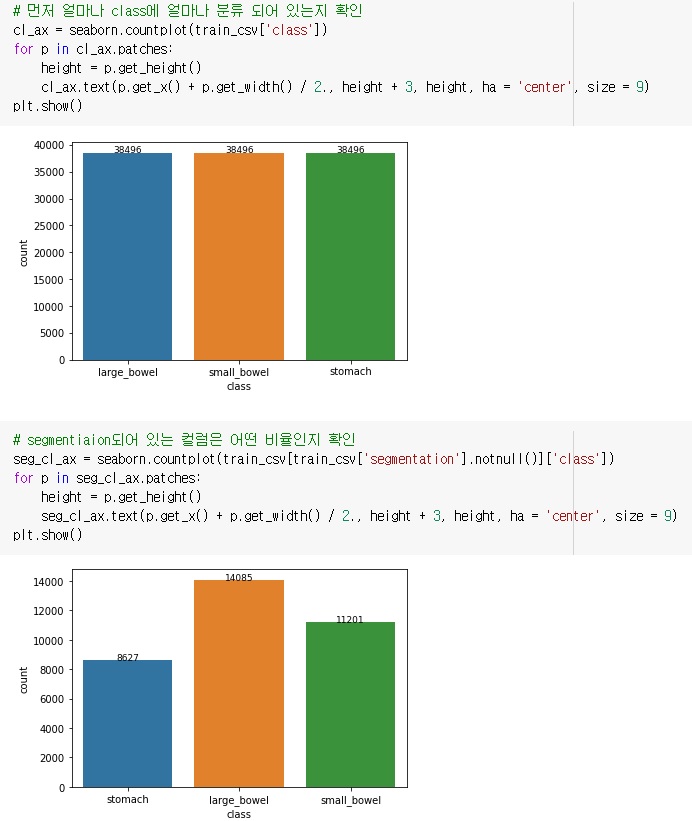 # 먼저 얼마나 class에 얼마나 분류 되어 있는지 확인
cl_ax = seaborn.countplot(train_csv['class'])
for p in cl_ax.patches:
    height = p.get_height()
    cl_ax.text(p.get_x() + p.get_width() / 2., height + 3, height, ha = 'center', size = 9)
plt.show()
40000
35000
30000
25000
20000
15000
10000
5000
0
count
38496 38496 38496
large_bowel small_bowel stomach
class
# segmentiaion되어 있는 컬럼은 어떤 비율인지 확인
seg_cl_ax = seaborn.countplot(train_csv[train_csv['segmentation'].notnull()]['class'])
for p in seg_cl_ax.patches:
    height = p.get_height()
    seg_cl_ax.text(p.get_x() + p.get_width() / 2., height + 3, height, ha = 'center', size = 9)
plt.show()
14000
12000
10000
8000
6000
4000
2000
0
count
8627 14085 11201
stomach large_bowel small_bowel
class